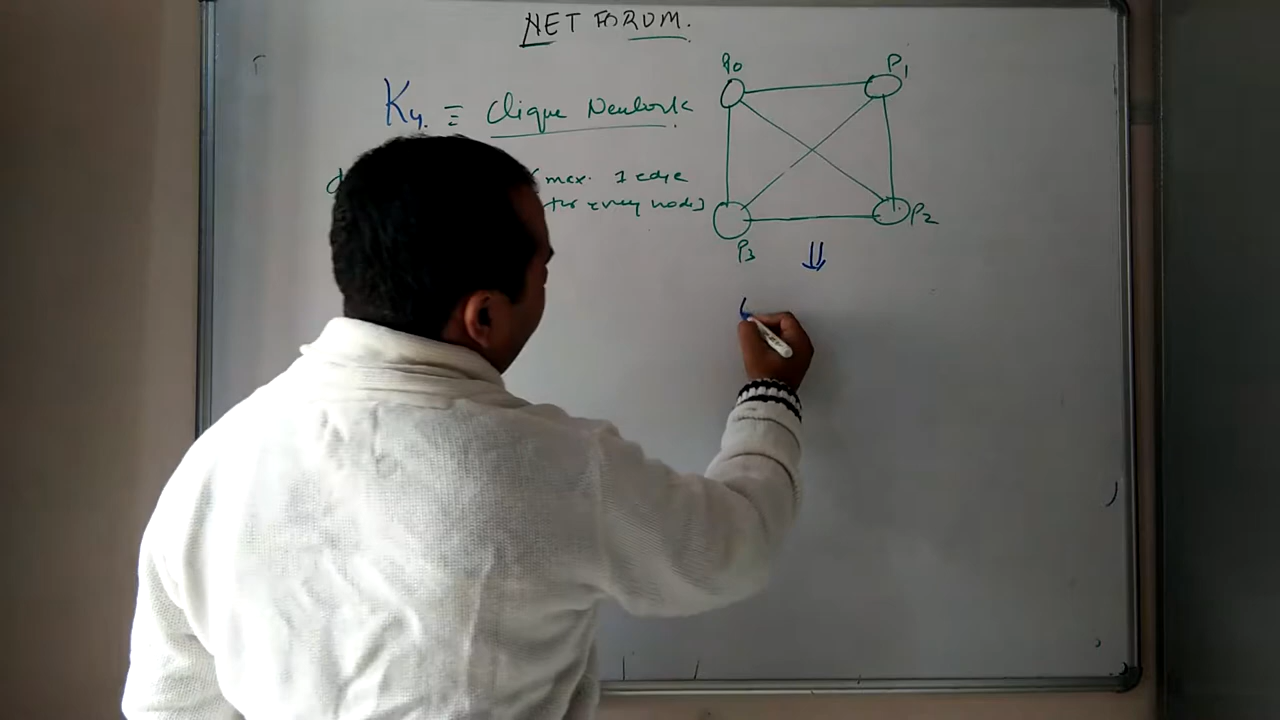 NET FORUM.
K4. ≡ Clique Network.
(max. 1 edge
for every node)
P0
P1
P2
P3